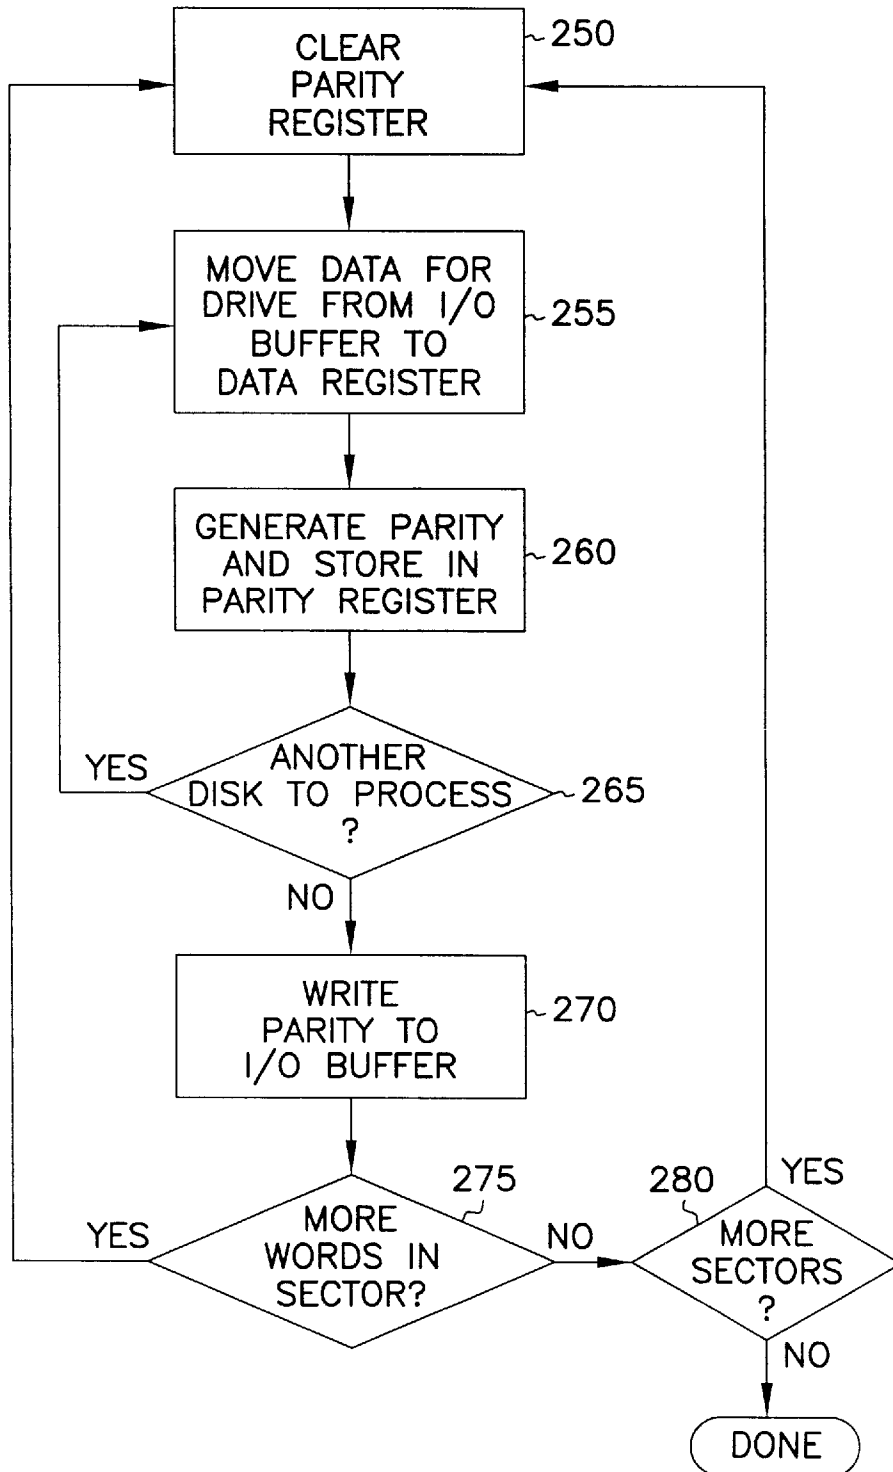 CLEAR
PARITY
REGISTER
250
MOVE DATA FOR
DRIVE FROM I/O
BUFFER TO
DATA REGISTER
255
GENERATE PARITY
AND STORE IN
PARITY REGISTER
260
YES
ANOTHER
DISK TO PROCESS
?
265
NO
WRITE
PARITY TO
I/O BUFFER
270
YES
MORE
WORDS IN
SECTOR?
275
NO
280
YES
MORE
SECTORS
?
NO
DONE